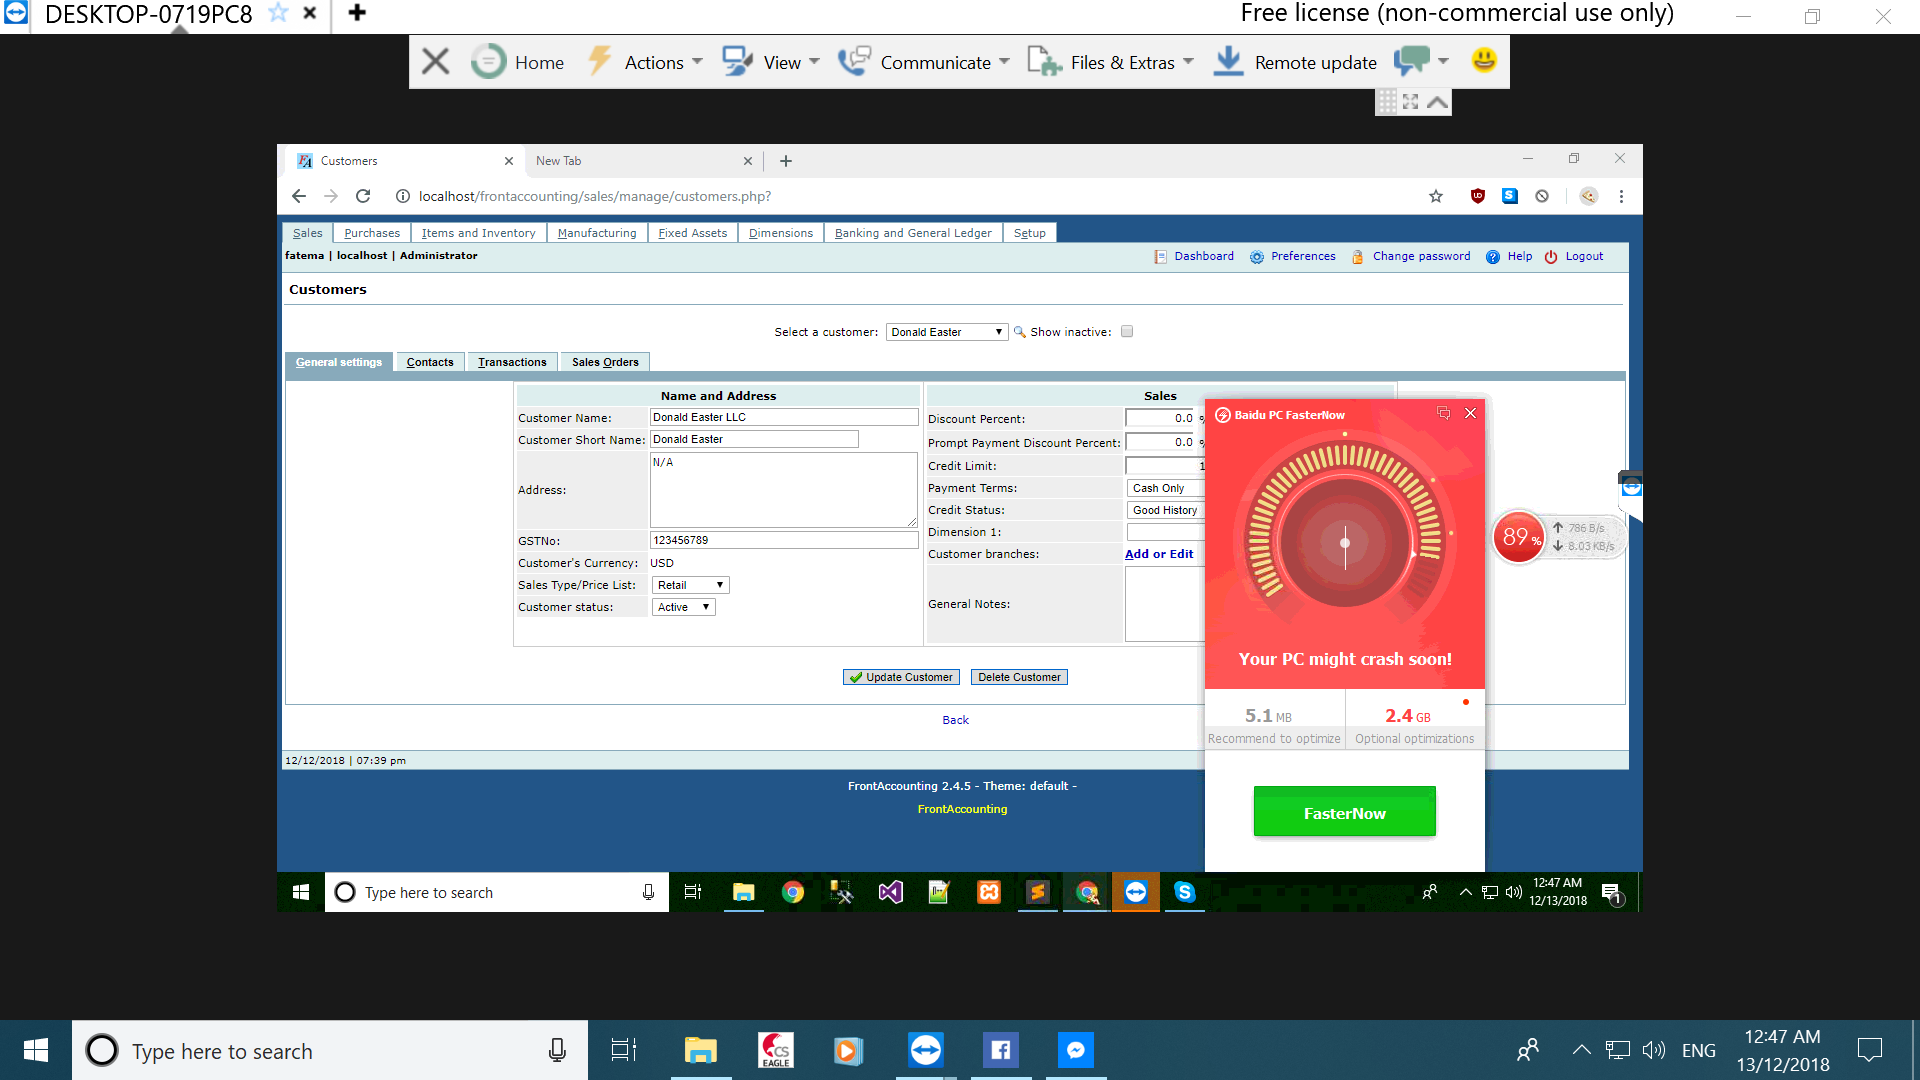 DESKTOP-0719PC8
Free license (non-commercial use only)
Home Actions View Communicate Files & Extras Remote update
Customers New Tab
localhost/frontaccounting/sales/manage/customers.php?
Sales Purchases Items and Inventory Manufacturing Fixed Assets Dimensions Banking and General Ledger Setup
fatema | localhost | Administrator
Dashboard Preferences Change password Help Logout
Customers
Select a customer: Donald Easter Show inactive:
General settings Contacts Transactions Sales Orders
Name and Address
Customer Name: Donald Easter LLC
Customer Short Name: Donald Easter
Address: N/A
GSTNo: 123456789
Customer's Currency: USD
Sales Type/Price List: Retail
Customer status: Active
Sales
Discount Percent: 0.0 %
Prompt Payment Discount Percent: 0.0 %
Credit Limit: 1
Payment Terms: Cash Only
Credit Status: Good History
Dimension 1:
Customer branches: Add or Edit
General Notes:
Update Customer Delete Customer
Back
12/12/2018 | 07:39 pm
FrontAccounting 2.4.5 - Theme: default -
FrontAccounting
Baidu PC FasterNow
Your PC might crash soon!
5.1 MB
Recommend to optimize
2.4 GB
Optional optimizations
FasterNow
89%
786 B/s
8.03 KB/s
Type here to search
12:47 AM
12/13/2018
1
Type here to search
CS
EAGLE
ENG
12:47 AM
13/12/2018